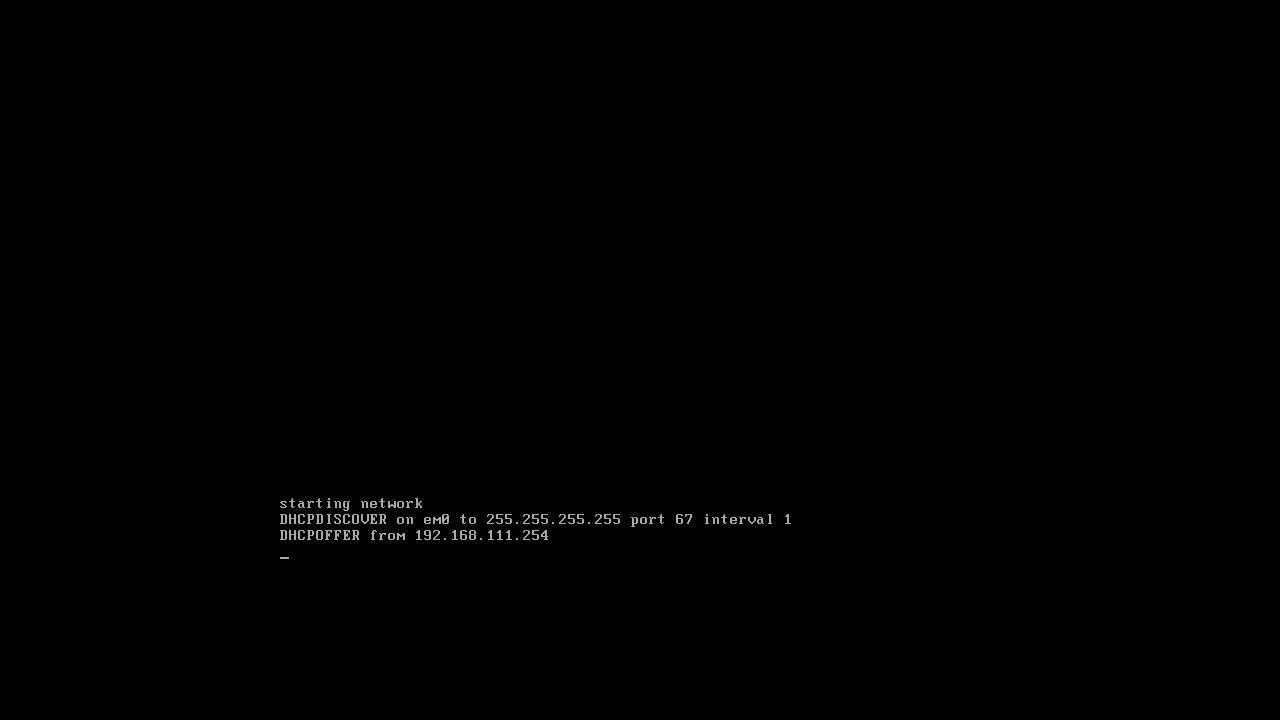 starting network
DHCPDISCOVER on em0 to 255.255.255.255 port 67 interval 1
DHCPOFFER from 192.168.111.254